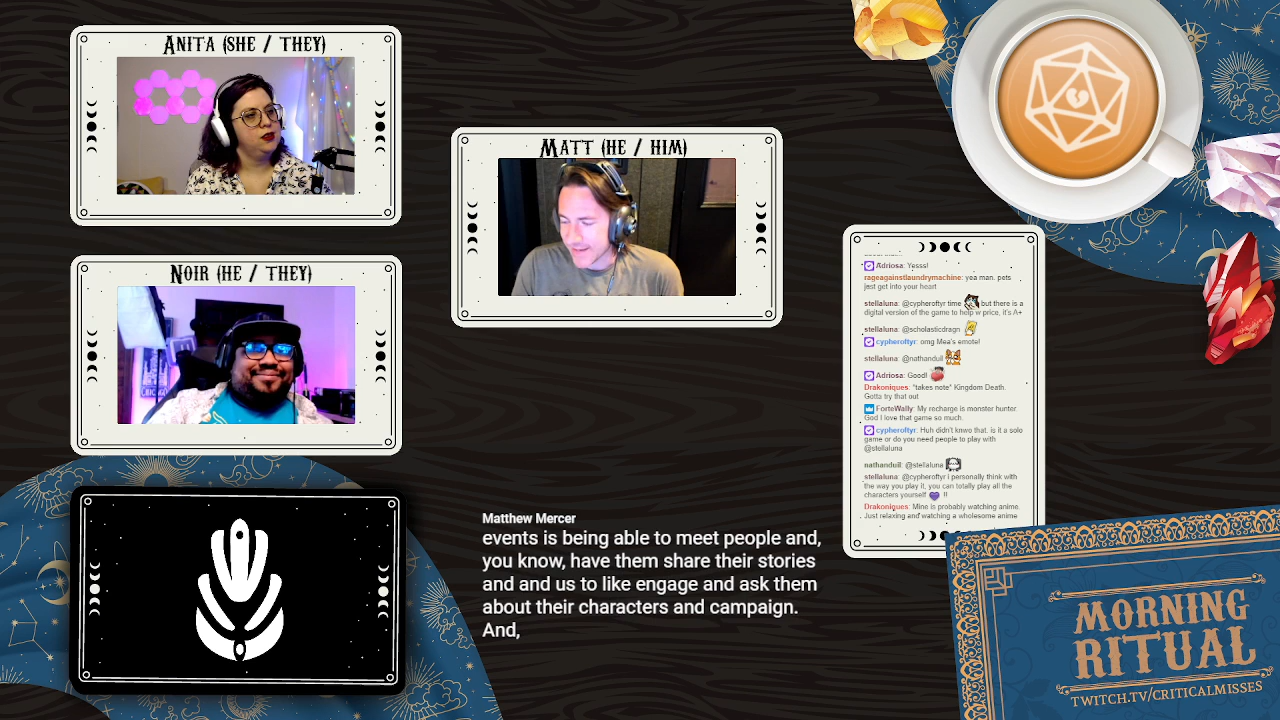 ANITA (SHE / THEY)
MATT (HE / HIM)
NOIR (HE / THEY)
Adriosa: Yesss!
rageagainstlaundrymachine: yea man. pets
just get into your heart
stellaluna: @cypheroftyr time but there is a
digital version of the game to help w price, it's A+
stellaluna: @scholasticdragn
cypheroftyr: omg Mea's emote!
stellaluna: @nathanduli
Adriosa: Good!
Drakoniques: *takes note* Kingdom Death.
Gotta try that out
ForteWally: My recharge is monster hunter.
God I love that game so much.
cypheroftyr: Huh didn't knwo that. is it a solo
game or do you need people to play with
@stellaluna
nathanduli: @stellaluna
stellaluna: @cypheroftyr i personally think with
the way you play it, you can totally play all the
characters yourself !!
Drakoniques: Mine is probably watching anime.
Just relaxing and watching a wholesome anime
Matthew Mercer
events is being able to meet people and,
you know, have them share their stories
and and us to like engage and ask them
about their characters and campaign.
And,
MORNING
RITUAL
TWITCH.TV/CRITICALMISSES